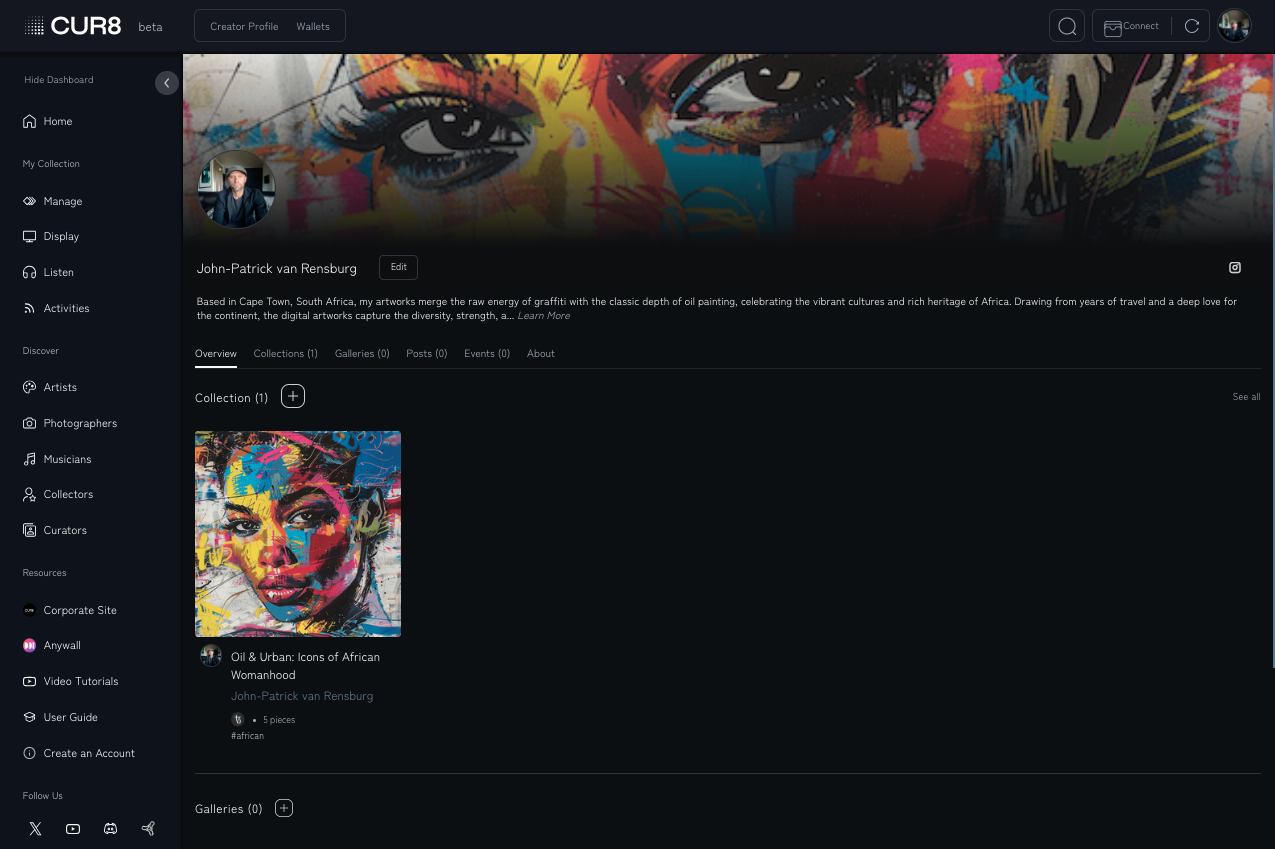 CUR8 beta
Creator Profile Wallets
Connect
Hide Dashboard
Home
My Collection
Manage
Display
Listen
Activities
Discover
Artists
Photographers
Musicians
Collectors
Curators
Resources
Corporate Site
Anywall
Video Tutorials
User Guide
Create an Account
Follow Us
John-Patrick van Rensburg Edit
Based in Cape Town, South Africa, my artworks merge the raw energy of graffiti with the classic depth of oil painting, celebrating the vibrant cultures and rich heritage of Africa. Drawing from years of travel and a deep love for
the continent, the digital artworks capture the diversity, strength, a... Learn More
Overview Collections (1) Galleries (0) Posts (0) Events (0) About
Collection (1) See all
Oil & Urban: Icons of African
Womanhood
John-Patrick van Rensburg
• 5 pieces
#african
Galleries (0)